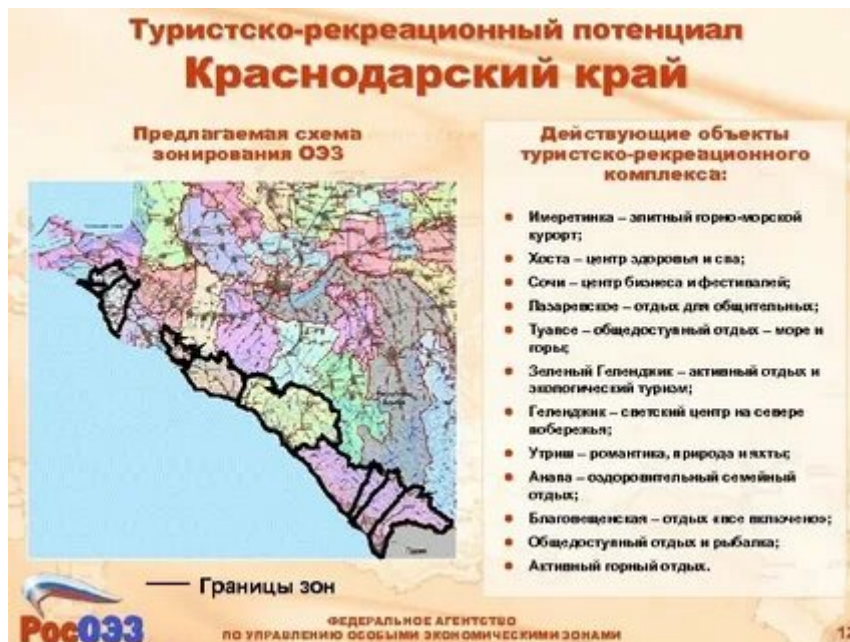 Туристско-рекреационный потенциал
Краснодарский край
Предлагаемая схема
зонирования ОЭЗ
Действующие объекты
туристско-рекреационного
комплекса:
Имеретинка – элитный горно-морской
курорт;
Хоста – центр здоровья и спа;
Сочи – центр бизнеса и фестивалей;
Лазаревское – отдых для общительных;
Туапсе – общедоступный отдых – море и
горы;
Зеленый Геленджик – активный отдых и
экологический туризм;
Геленджик – светский центр на севере
побережья;
Утриш – романтика, природа и яхты;
Анапа – оздоровительный семейный
отдых;
Благовещенская – отдых «все включено»;
Общедоступный отдых и рыбалка;
Активный горный отдых.
Границы зон
РосОЭЗ
ФЕДЕРАЛЬНОЕ АГЕНТСТВО
ПО УПРАВЛЕНИЮ ОСОБЫМИ ЭКОНОМИЧЕСКИМИ ЗОНАМИ